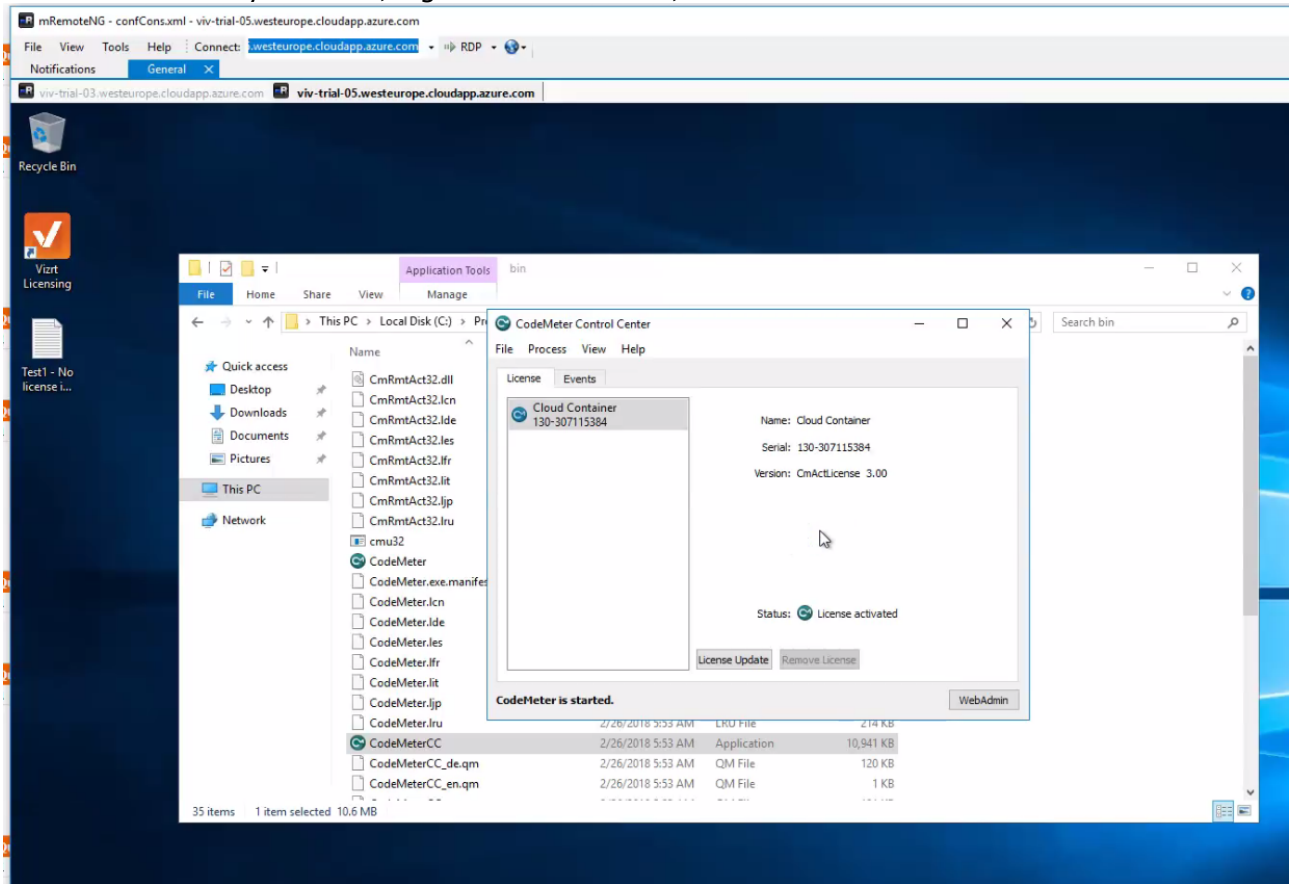 mRemoteNG - confCons.xml - viv-trial-05.westeurope.cloudapp.azure.com
File View Tools Help Connect: .westeurope.cloudapp.azure.com RDP
Notifications General
viv-trial-03.westeurope.cloudapp.azure.com viv-trial-05.westeurope.cloudapp.azure.com
Recycle Bin
Vizrt
Licensing
Test1 - No
license i...
Application Tools bin
File Home Share View Manage
This PC > Local Disk (C:) > Pr
Search bin
Quick access
Desktop
Downloads
Documents
Pictures
This PC
Network
Name
CmRmtAct32.dll
CmRmtAct32.lcn
CmRmtAct32.lde
CmRmtAct32.les
CmRmtAct32.lfr
CmRmtAct32.lit
CmRmtAct32.ljp
CmRmtAct32.lru
cmu32
CodeMeter
CodeMeter.exe.manifes
CodeMeter.lcn
CodeMeter.lde
CodeMeter.les
CodeMeter.lfr
CodeMeter.lit
CodeMeter.ljp
CodeMeter.lru 2/26/2018 5:53 AM LRU File 214 KB
CodeMeterCC 2/26/2018 5:53 AM Application 10,941 KB
CodeMeterCC_de.qm 2/26/2018 5:53 AM QM File 120 KB
CodeMeterCC_en.qm 2/26/2018 5:53 AM QM File 1 KB
35 items 1 item selected 10.6 MB
CodeMeter Control Center
File Process View Help
License Events
Cloud Container
130-307115384
Name: Cloud Container
Serial: 130-307115384
Version: CmActLicense 3.00
Status: License activated
License Update Remove License
CodeMeter is started. WebAdmin